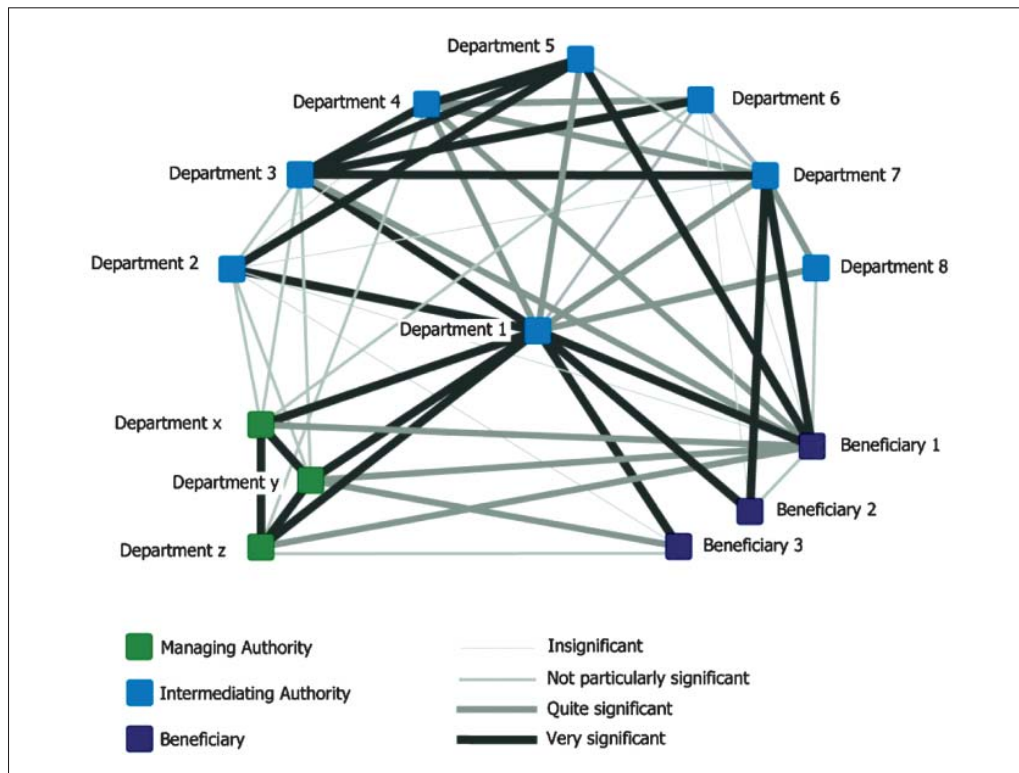 Department 5
Department 4
Department 6
Department 3
Department 7
Department 2
Department 8
Department 1
Department x
Beneficiary 1
Department y
Beneficiary 2
Department z
Beneficiary 3
Managing Authority
Insignificant
Not particularly significant
Intermediating Authority
Quite significant
Beneficiary
Very significant